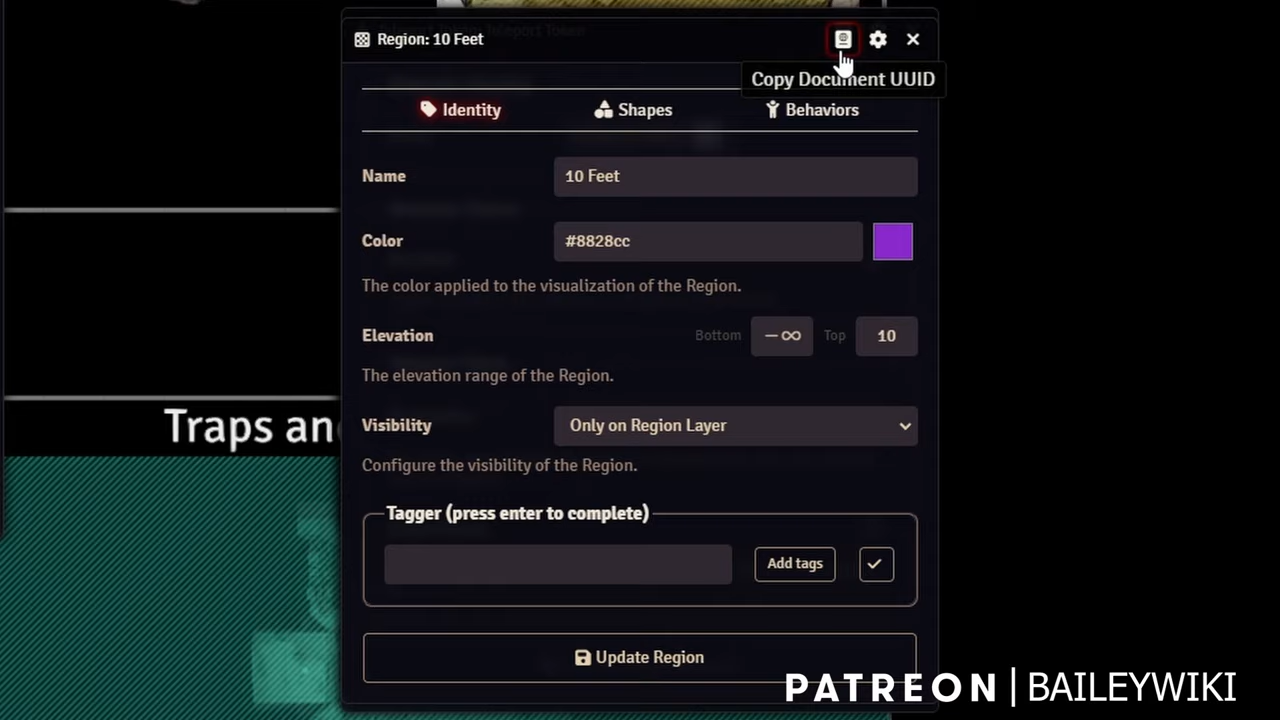 Region: 10 Feet
Copy Document UUID
Identity
Shapes
Behaviors
Name
10 Feet
Color
#8828cc
The color applied to the visualization of the Region.
Elevation
Bottom
−∞
Top
10
The elevation range of the Region.
Visibility
Only on Region Layer
Configure the visibility of the Region.
Traps an
Tagger (press enter to complete)
Add tags
Update Region
PATREON | BAILEYWIKI